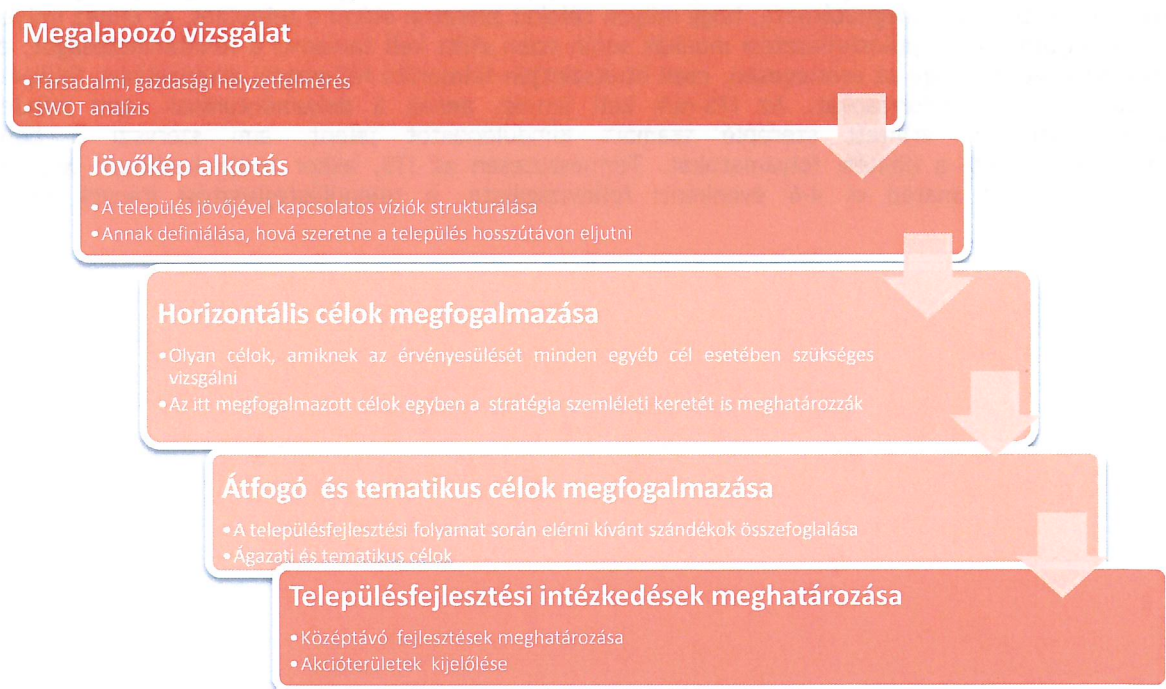 Megalapozó vizsgálat
•Társadalmi, gazdasági helyzetfelmérés
•SWOT analízis
Jövőkép alkotás
•A település jövőjével kapcsolatos víziók strukturálása
•Annak definiálása, hová szeretne a település hosszútávon eljutni
Horizontális célok megfogalmazása
•Olyan célok, amiknek az érvényesülését minden egyéb cél esetében szükséges
vizsgálni
•Az itt megfogalmazott célok egyben a stratégia szemléleti keretét is meghatározzák
Átfogó és tematikus célok megfogalmazása
•A településfejlesztési folyamat során elérni kívánt szándékok összefoglalása
•Ágazati és tematikus célok
Településfejlesztési intézkedések meghatározása
•Középtávó fejlesztések meghatározása
•Akcióterületek kijelölése